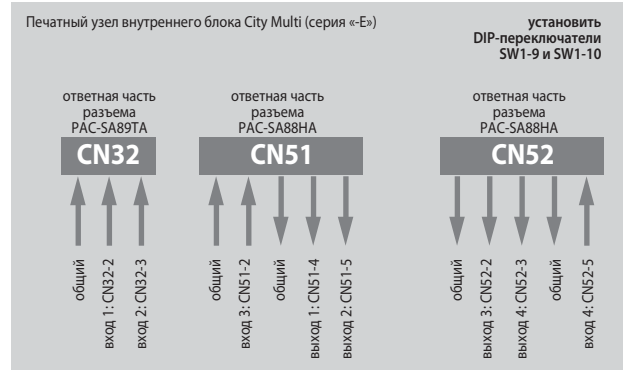 Печатный узел внутреннего блока City Multi (серия «-Е»)
установить
DIP-переключатели
SW1-9 и SW1-10
ответная часть
разъема
PAC-SA89TA
CN32
общий
вход 1: CN32-2
вход 2: CN32-3
ответная часть
разъема
PAC-SA88HA
CN51
общий
вход 3: CN51-2
общий
выход 1: CN51-4
выход 2: CN51-5
ответная часть
разъема
PAC-SA88HA
CN52
общий
выход 3: CN52-2
выход 4: CN52-3
общий
вход 4: CN52-5